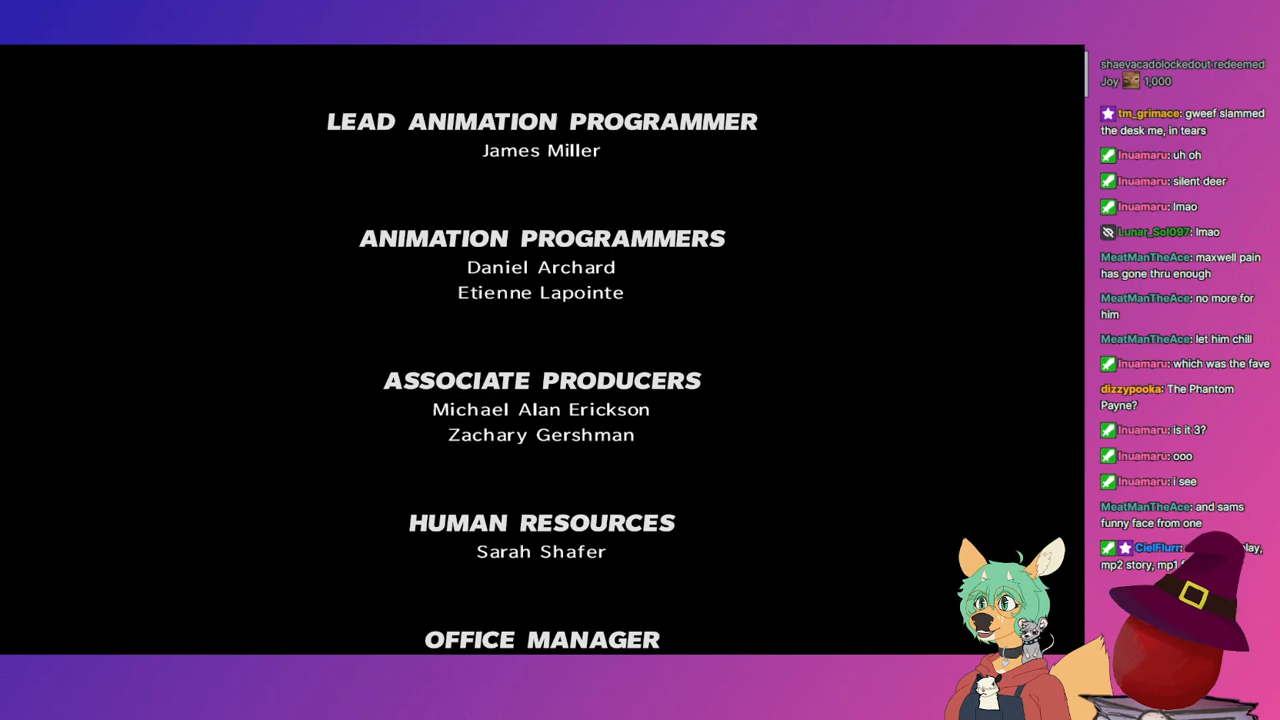 LEAD ANIMATION PROGRAMMER
James Miller
ANIMATION PROGRAMMERS
Daniel Archard
Etienne Lapointe
ASSOCIATE PRODUCERS
Michael Alan Erickson
Zachary Gershman
HUMAN RESOURCES
Sarah Shafer
OFFICE MANAGER
shaevacadolockedout redeemed
Joy 1,000
tm_grimace: gweef slammed
the desk me, in tears
Inuamaru: uh oh
Inuamaru: silent deer
Inuamaru: lmao
Lunar_Sol097: lmao
MeatManTheAce: maxwell pain
has gone thru enough
MeatManTheAce: no more for
him
MeatManTheAce: let him chill
Inuamaru: which was the fave
dizzypooka: The Phantom
Payne?
Inuamaru: is it 3?
Inuamaru: ooo
Inuamaru: i see
MeatManTheAce: and sams
funny face from one
CielFlurr:
mp2 story, mp1